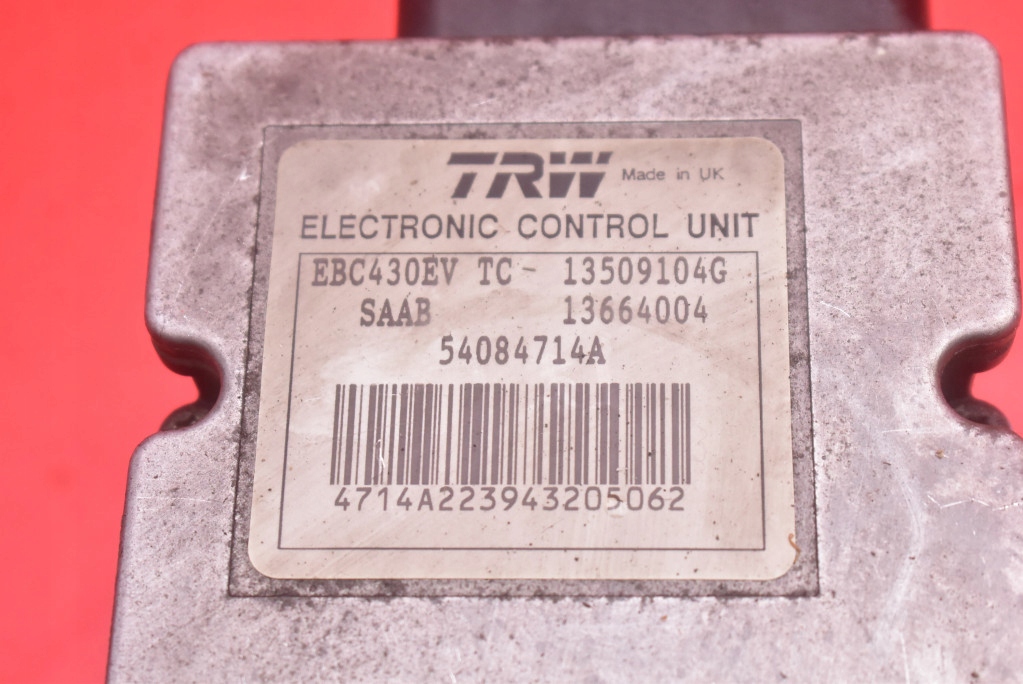 TRW Made in UK
ELECTRONIC CONTROL UNIT
EBC430EV TC - 13509104G
SAAB 13664004
54084714A
4714A223943205062